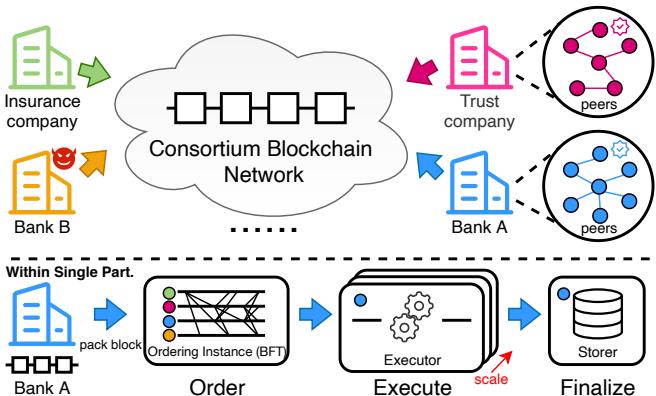 Insurance
company
Consortium Blockchain
Network
Trust
company
peers
Bank B
......
Bank A
peers
Within Single Part.
Bank A
pack block
Ordering Instance (BFT)
Order
Executor
Execute
scale
Storer
Finalize